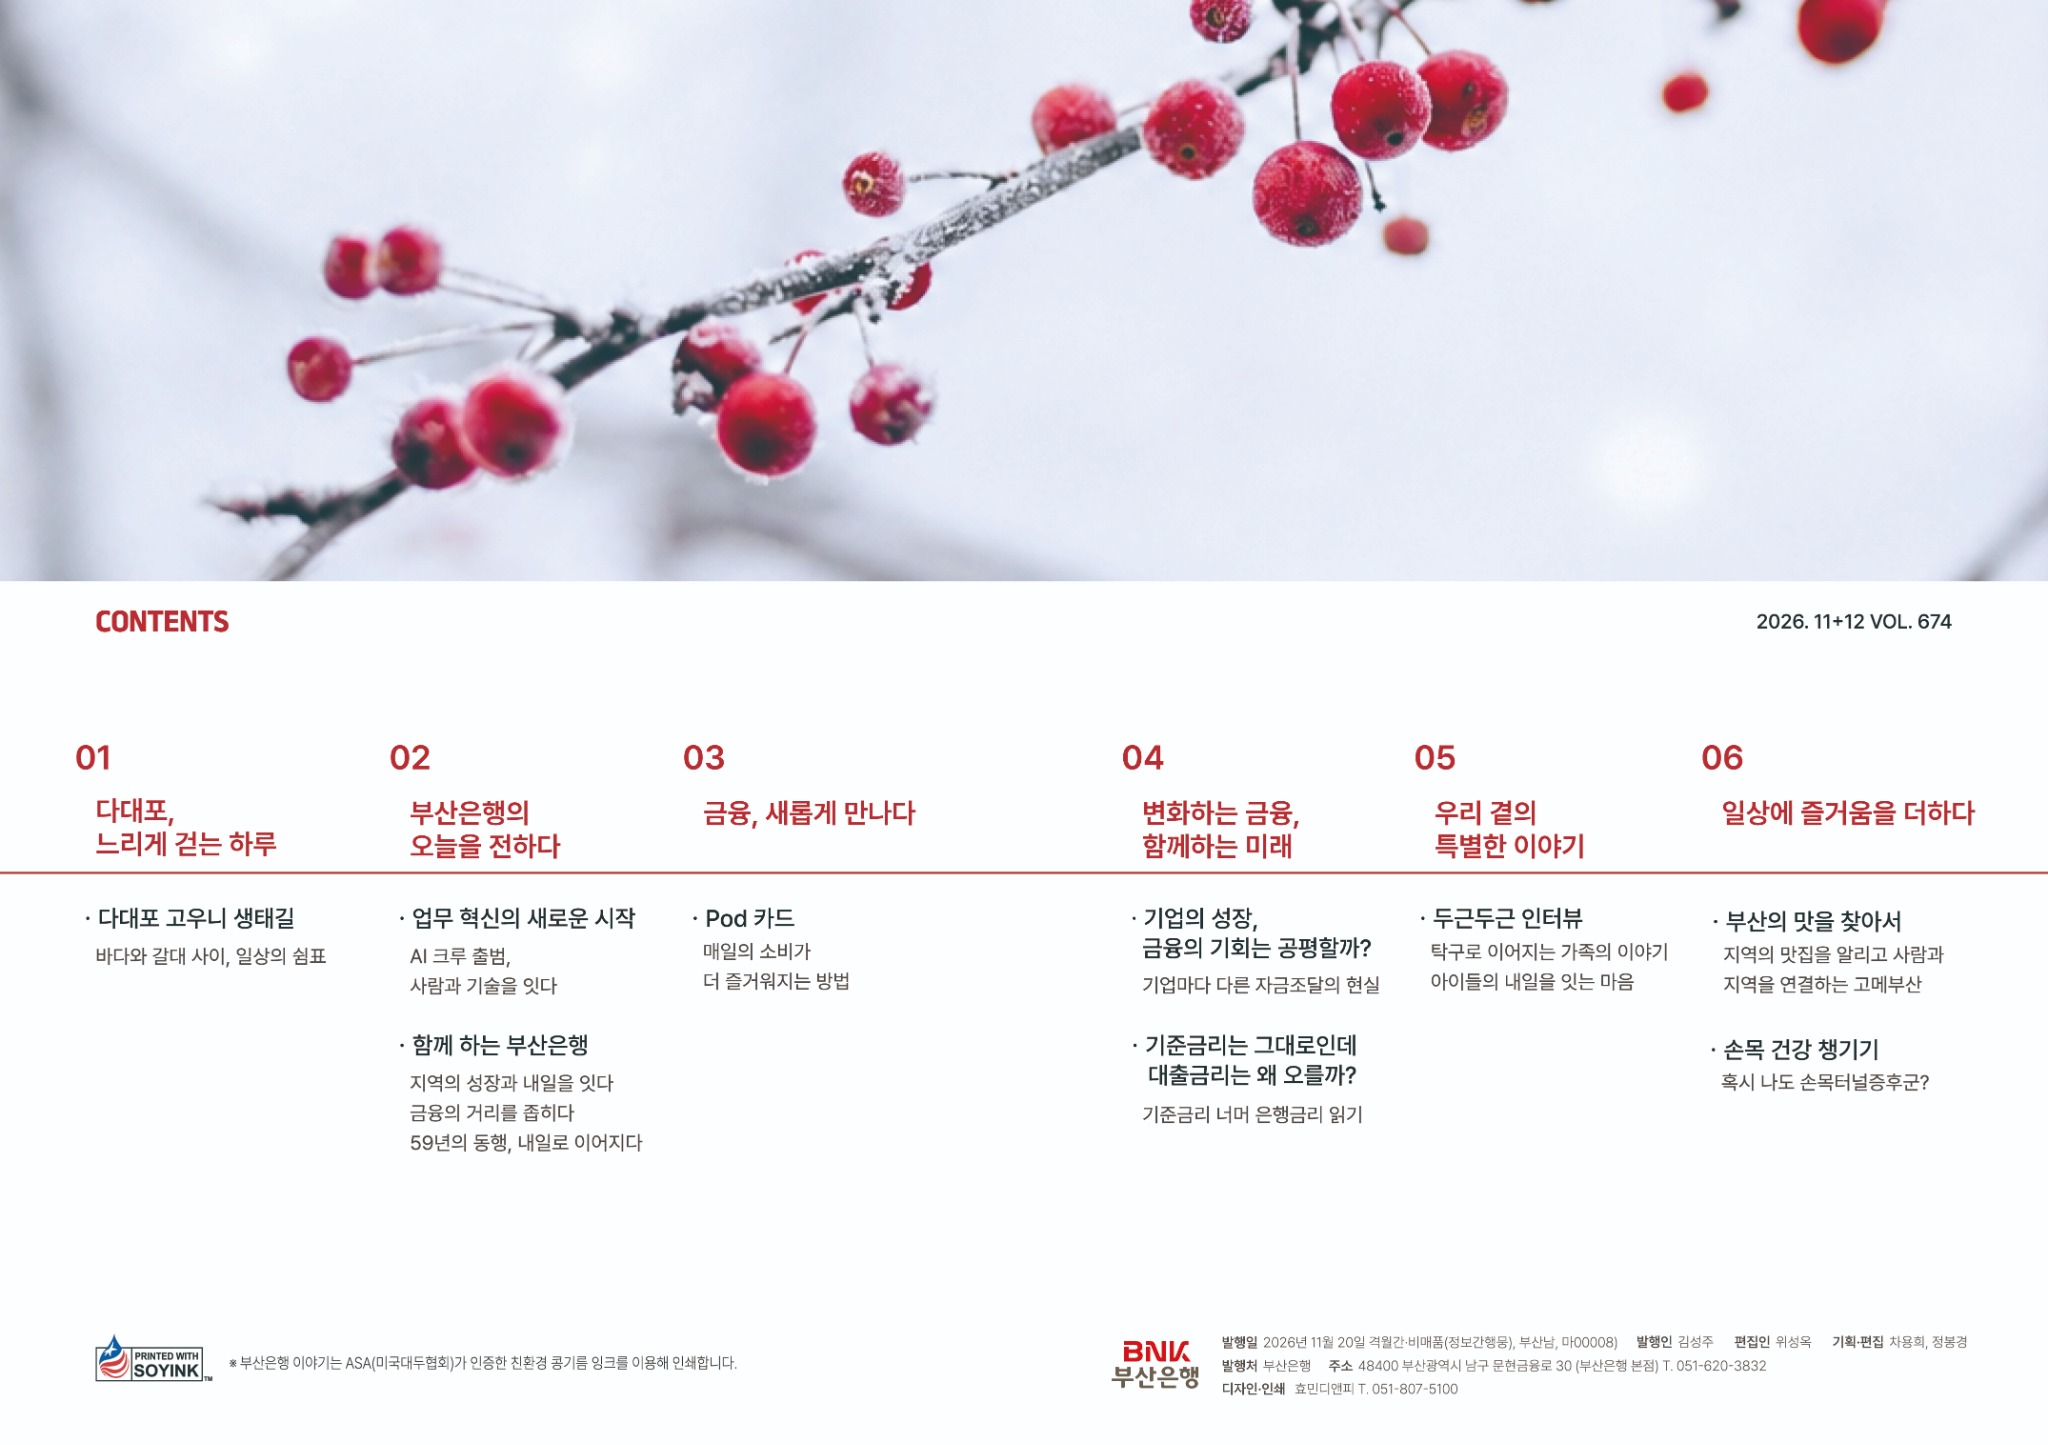 CONTENTS
2026. 11+12 VOL. 674
01
다대포,
느리게 걷는 하루
· 다대포 고우니 생태길
바다와 갈대 사이, 일상의 쉼표
02
부산은행의
오늘을 전하다
· 업무 혁신의 새로운 시작
AI 크루 출범,
사람과 기술을 잇다
· 함께 하는 부산은행
지역의 성장과 내일을 잇다
금융의 거리를 좁히다
59년의 동행, 내일로 이어지다
03
금융, 새롭게 만나다
· Pod 카드
매일의 소비가
더 즐거워지는 방법
04
변화하는 금융,
함께하는 미래
· 기업의 성장,
금융의 기회는 공평할까?
기업마다 다른 자금조달의 현실
· 기준금리는 그대로인데
대출금리는 왜 오를까?
기준금리 너머 은행금리 읽기
05
우리 곁의
특별한 이야기
· 두근두근 인터뷰
탁구로 이어지는 가족의 이야기
아이들의 내일을 잇는 마음
06
일상에 즐거움을 더하다
· 부산의 맛을 찾아서
지역의 맛집을 알리고 사람과
지역을 연결하는 고메부산
· 손목 건강 챙기기
혹시 나도 손목터널증후군?
PRINTED WITH
SOYINK™
※ 부산은행 이야기는 ASA(미국대두협회)가 인증한 친환경 콩기름 잉크를 이용해 인쇄합니다.
BNK
부산은행
발행일 2026년 11월 20일 격월간·비매품(정보간행물), 부산남, 마00008) 발행인 김성주 편집인 위성옥 기획·편집 차용희, 정봉경
발행처 부산은행 주소 48400 부산광역시 남구 문현금융로 30 (부산은행 본점) T. 051-620-3832
디자인·인쇄 효민디앤피 T. 051-807-5100